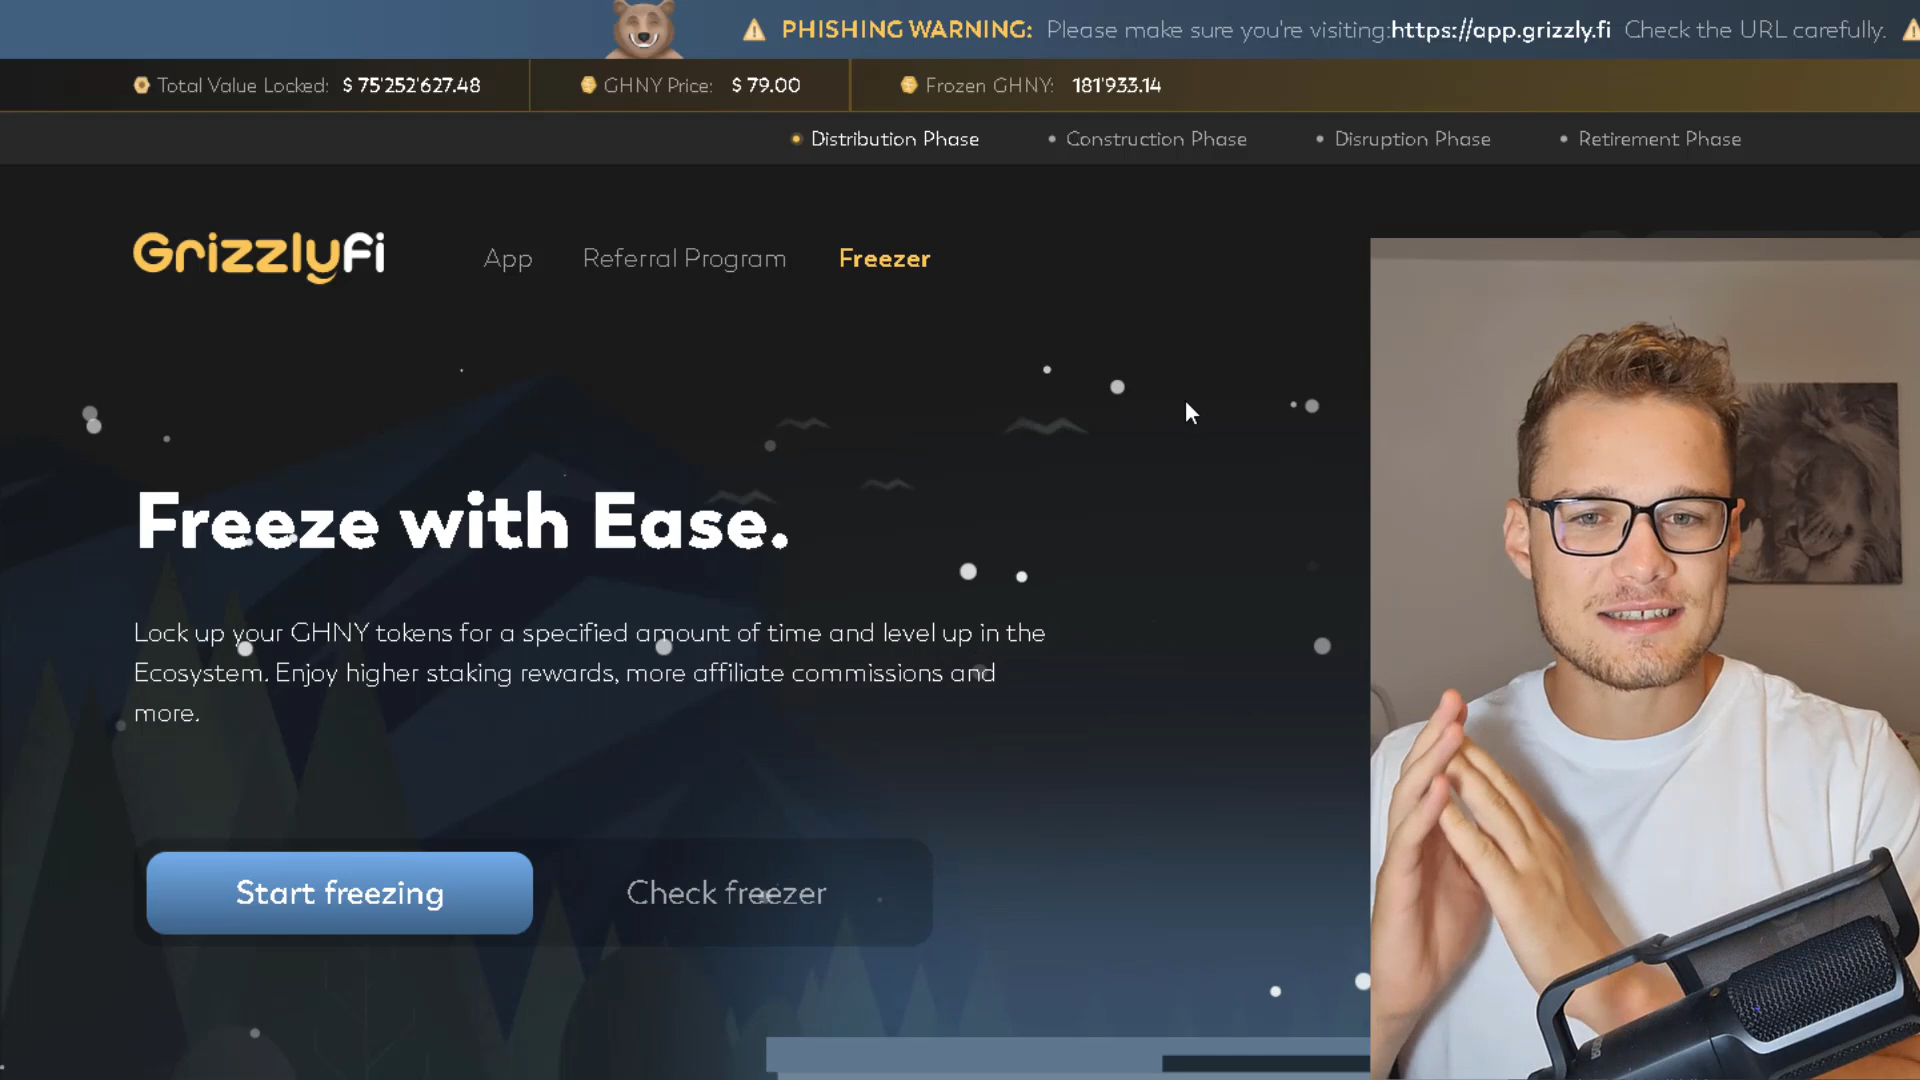 PHISHING WARNING: Please make sure you're visiting:https://app.grizzly.fi Check the URL carefully.
Total Value Locked: $ 75'252'627.48 GHNY Price: $ 79.00 Frozen GHNY: 181'933.14
Distribution Phase Construction Phase Disruption Phase Retirement Phase
Grizzlyfi App Referral Program Freezer
Freeze with Ease.
Lock up your GHNY tokens for a specified amount of time and level up in the
Ecosystem. Enjoy higher staking rewards, more affiliate commissions and
more.
Start freezing Check freezer